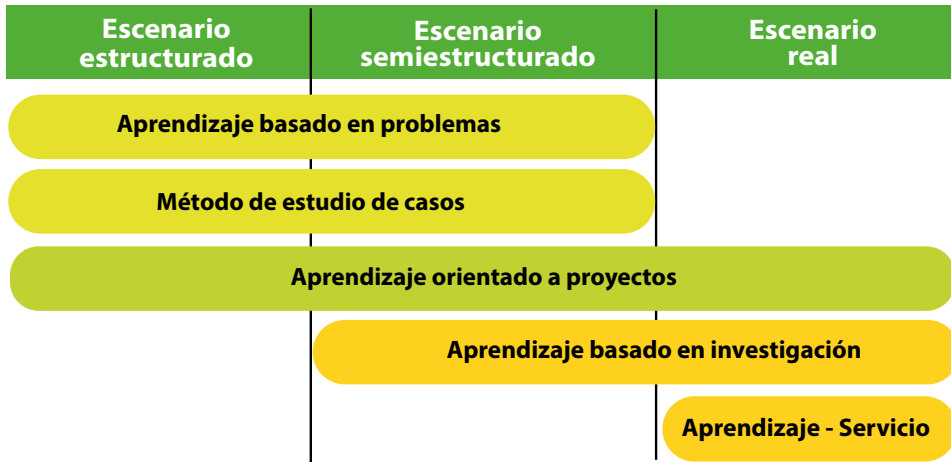 Escenario
estructurado
Escenario
semiestructurado
Escenario
real
Aprendizaje basado en problemas
Método de estudio de casos
Aprendizaje orientado a proyectos
Aprendizaje basado en investigación
Aprendizaje - Servicio